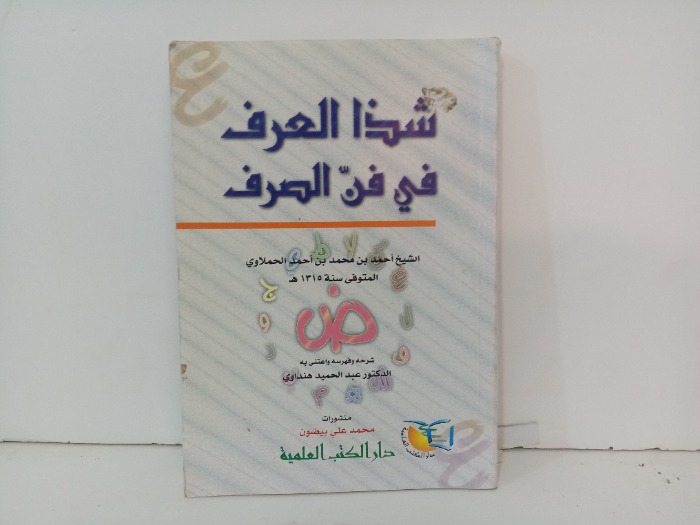 شذا العرف
في فنّ الصرف
الشيخ أحمد بن محمد بن أحمد الحملاوي
المتوفى سنة ١٣١٥ هـ
ض
شرحه وفهرسه واعتنى به
الدكتور عبد الحميد هنداوي
منشورات
محمد علي بيضون
دار الكتب العلمية